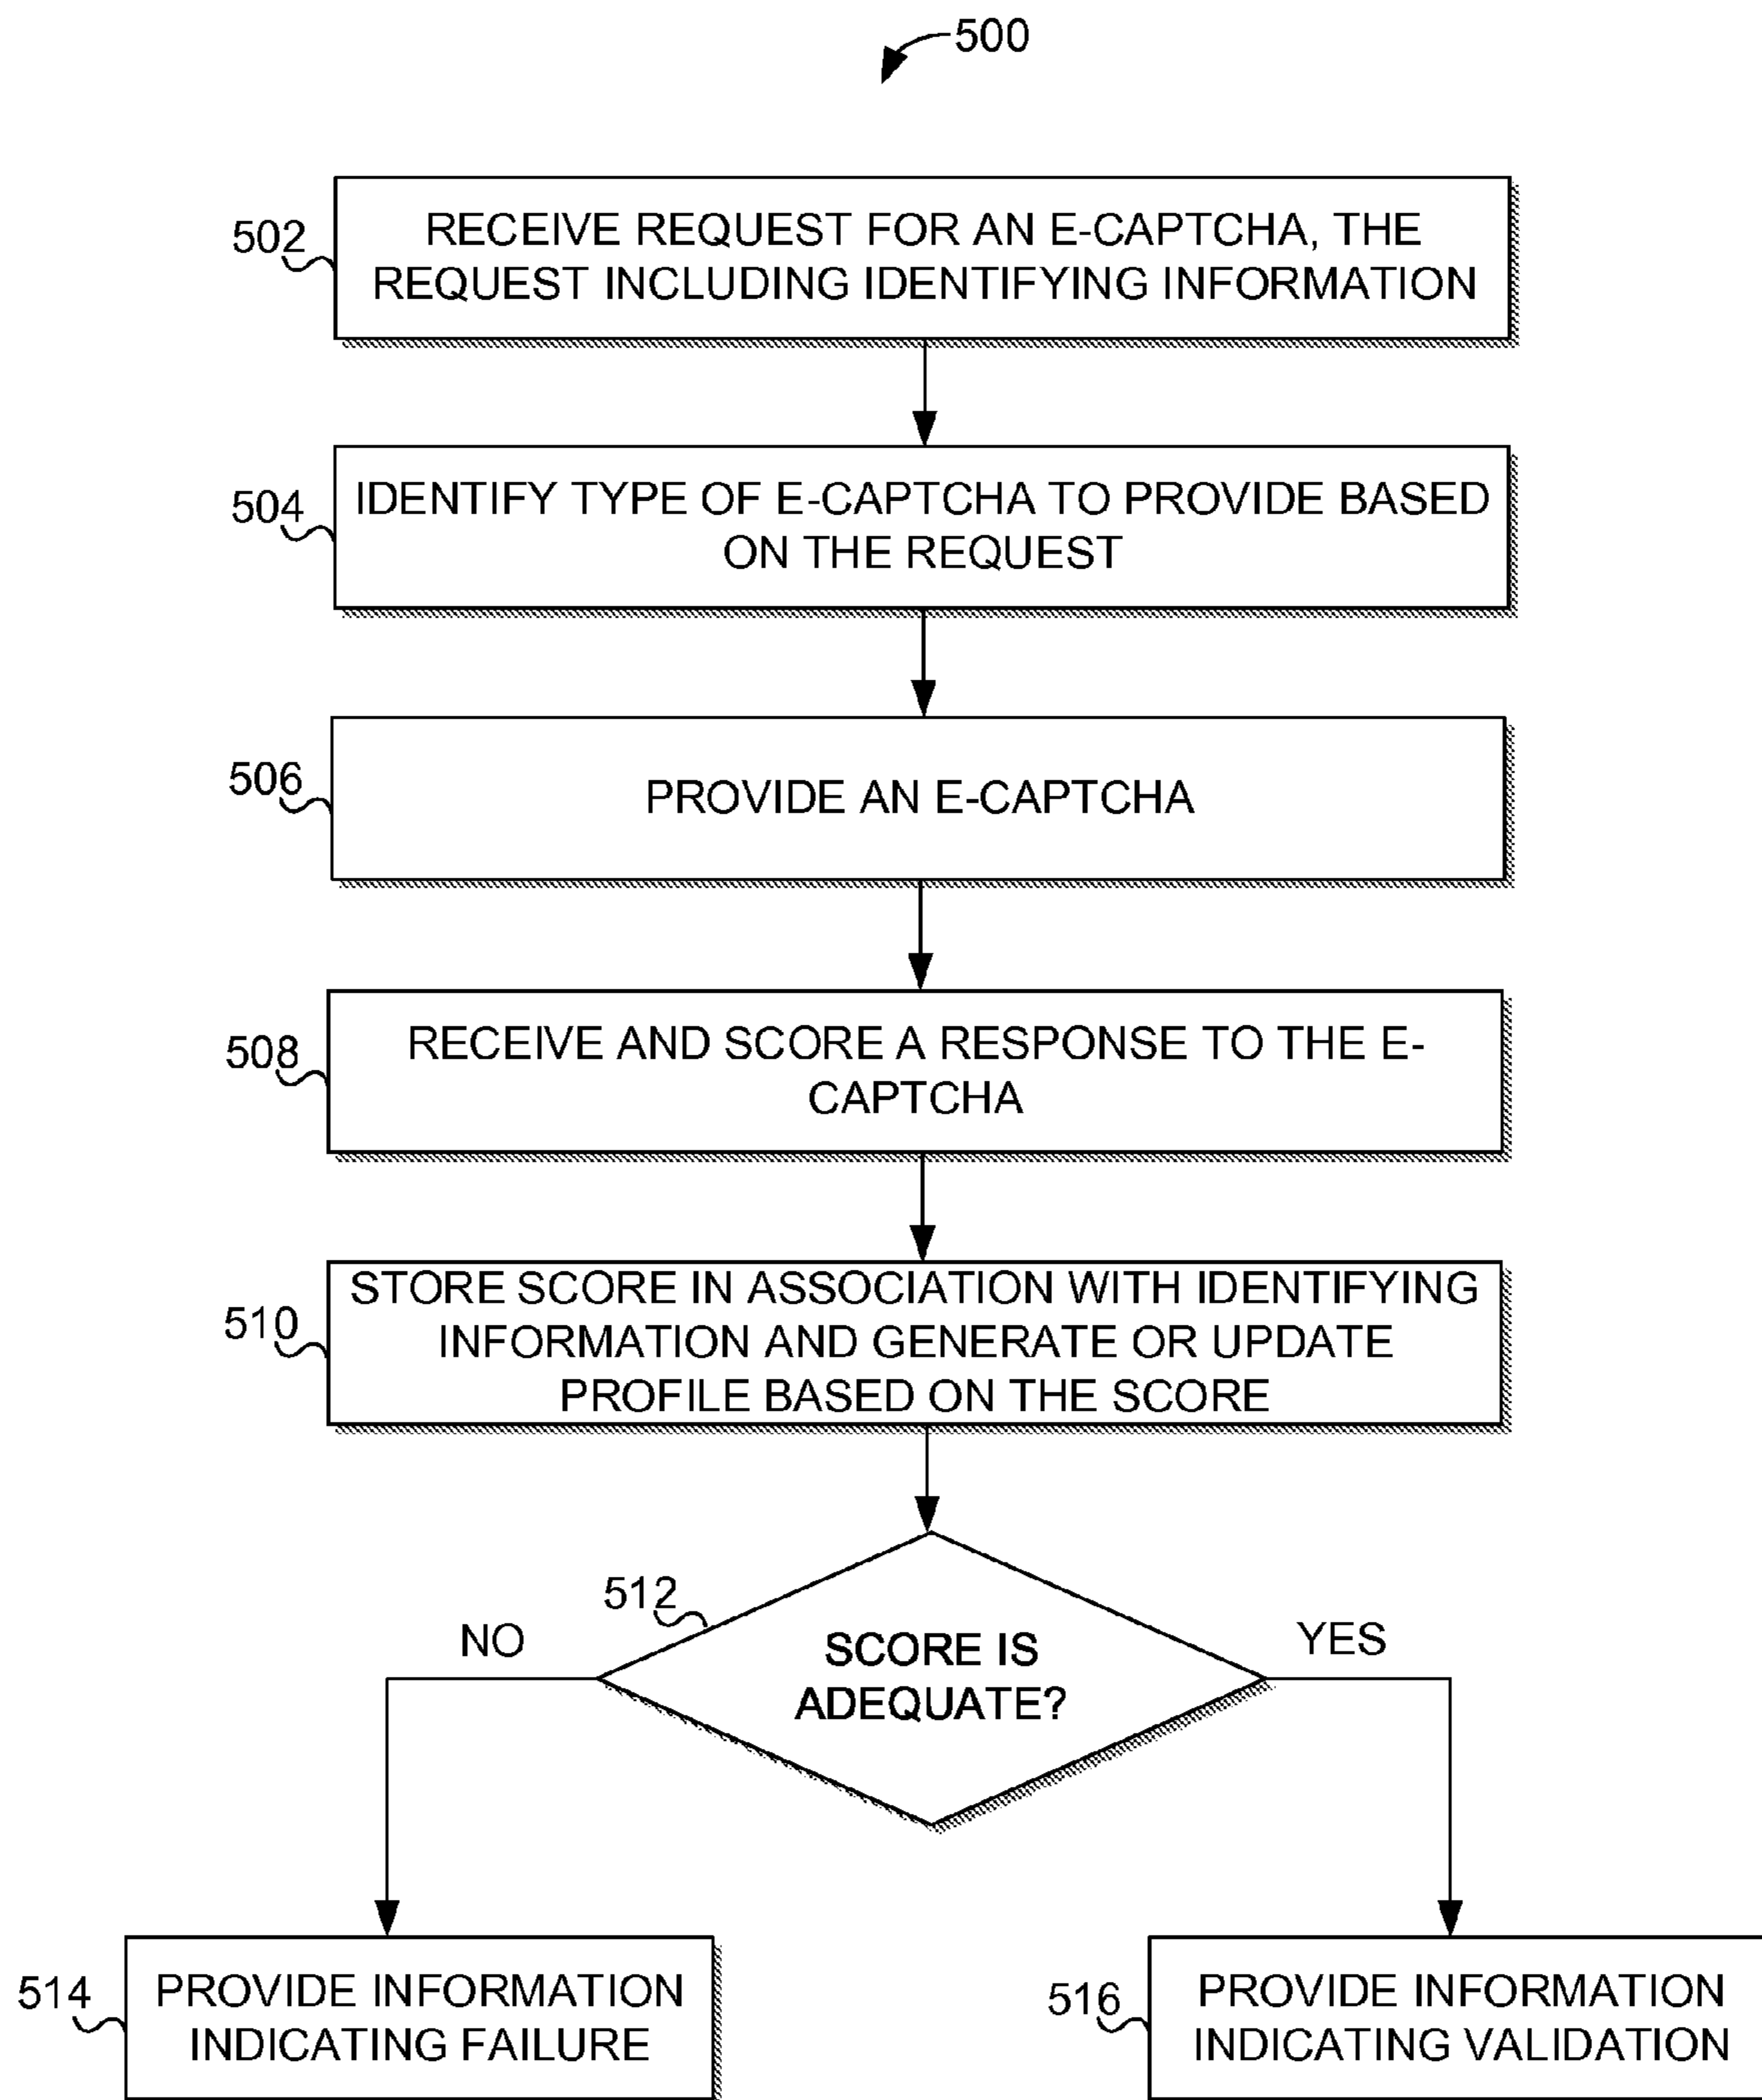 500
502
RECEIVE REQUEST FOR AN E-CAPTCHA, THE
REQUEST INCLUDING IDENTIFYING INFORMATION
504
IDENTIFY TYPE OF E-CAPTCHA TO PROVIDE BASED
ON THE REQUEST
506
PROVIDE AN E-CAPTCHA
508
RECEIVE AND SCORE A RESPONSE TO THE E-
CAPTCHA
510
STORE SCORE IN ASSOCIATION WITH IDENTIFYING
INFORMATION AND GENERATE OR UPDATE
PROFILE BASED ON THE SCORE
512
NO
SCORE IS
ADEQUATE?
YES
514
PROVIDE INFORMATION
INDICATING FAILURE
516
PROVIDE INFORMATION
INDICATING VALIDATION